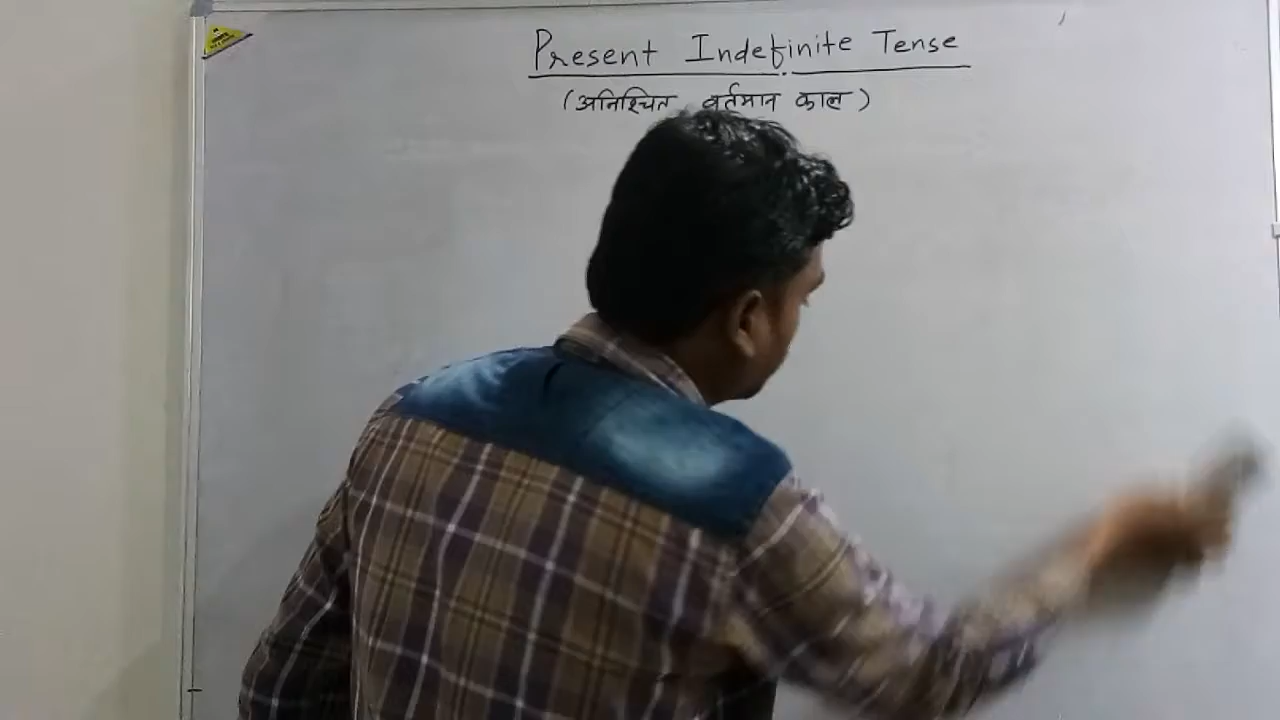 Present Indefinite Tense
(अनिश्चित वर्तमान काल)